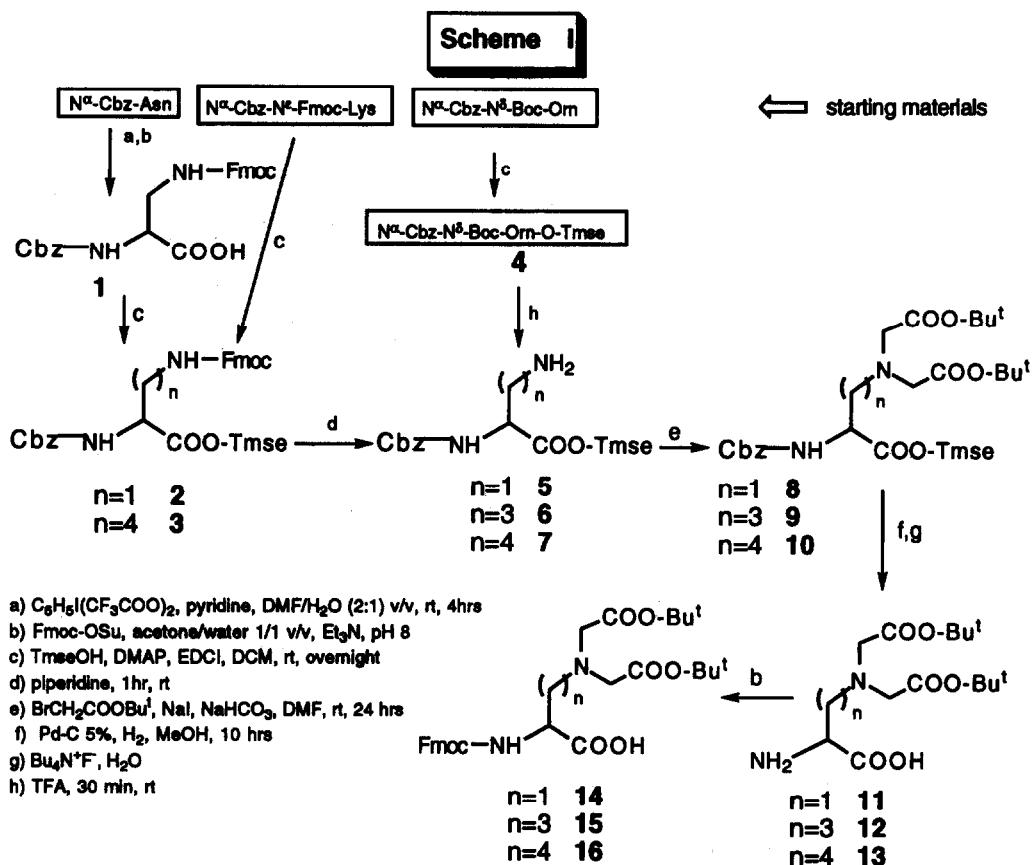 Scheme I
Nα-Cbz-Asn
Nα-Cbz-Nε-Fmoc-Lys
Nα-Cbz-Nδ-Boc-Orn
starting materials
a,b
c
c
NH—Fmoc
Cbz—NH
COOH
1
Nα-Cbz-Nδ-Boc-Orn-O-Tmse
4
c
h
NH—Fmoc
( )n
Cbz—NH
COO-Tmse
n=1 2
n=4 3
d
NH2
( )n
Cbz—NH
COO-Tmse
n=1 5
n=3 6
n=4 7
e
COO-But
N
COO-But
( )n
Cbz—NH
COO-Tmse
n=1 8
n=3 9
n=4 10
f,g
a) C6H5I(CF3COO)2, pyridine, DMF/H2O (2:1) v/v, rt, 4hrs
b) Fmoc-OSu, acetone/water 1/1 v/v, Et3N, pH 8
c) TmseOH, DMAP, EDCI, DCM, rt, overnight
d) piperidine, 1hr, rt
e) BrCH2COOBut, NaI, NaHCO3, DMF, rt, 24 hrs
f) Pd-C 5%, H2, MeOH, 10 hrs
g) Bu4N+F-, H2O
h) TFA, 30 min, rt
COO-But
N
COO-But
( )n
Fmoc—NH
COOH
n=1 14
n=3 15
n=4 16
b
COO-But
N
COO-But
( )n
NH2
COOH
n=1 11
n=3 12
n=4 13